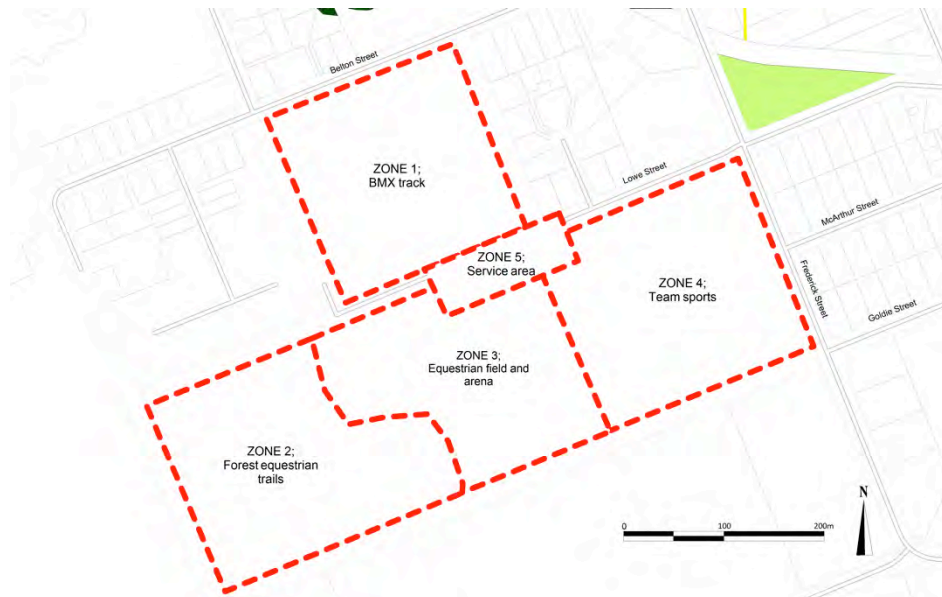 Belton Street
ZONE 1;
BMX track
Lowe Street
McArthur Street
ZONE 5;
Service area
Frederick Street
ZONE 4;
Team sports
Goldie Street
ZONE 3;
Equestrian field and
arena
ZONE 2;
Forest equestrian
trails
N
0 100 200m